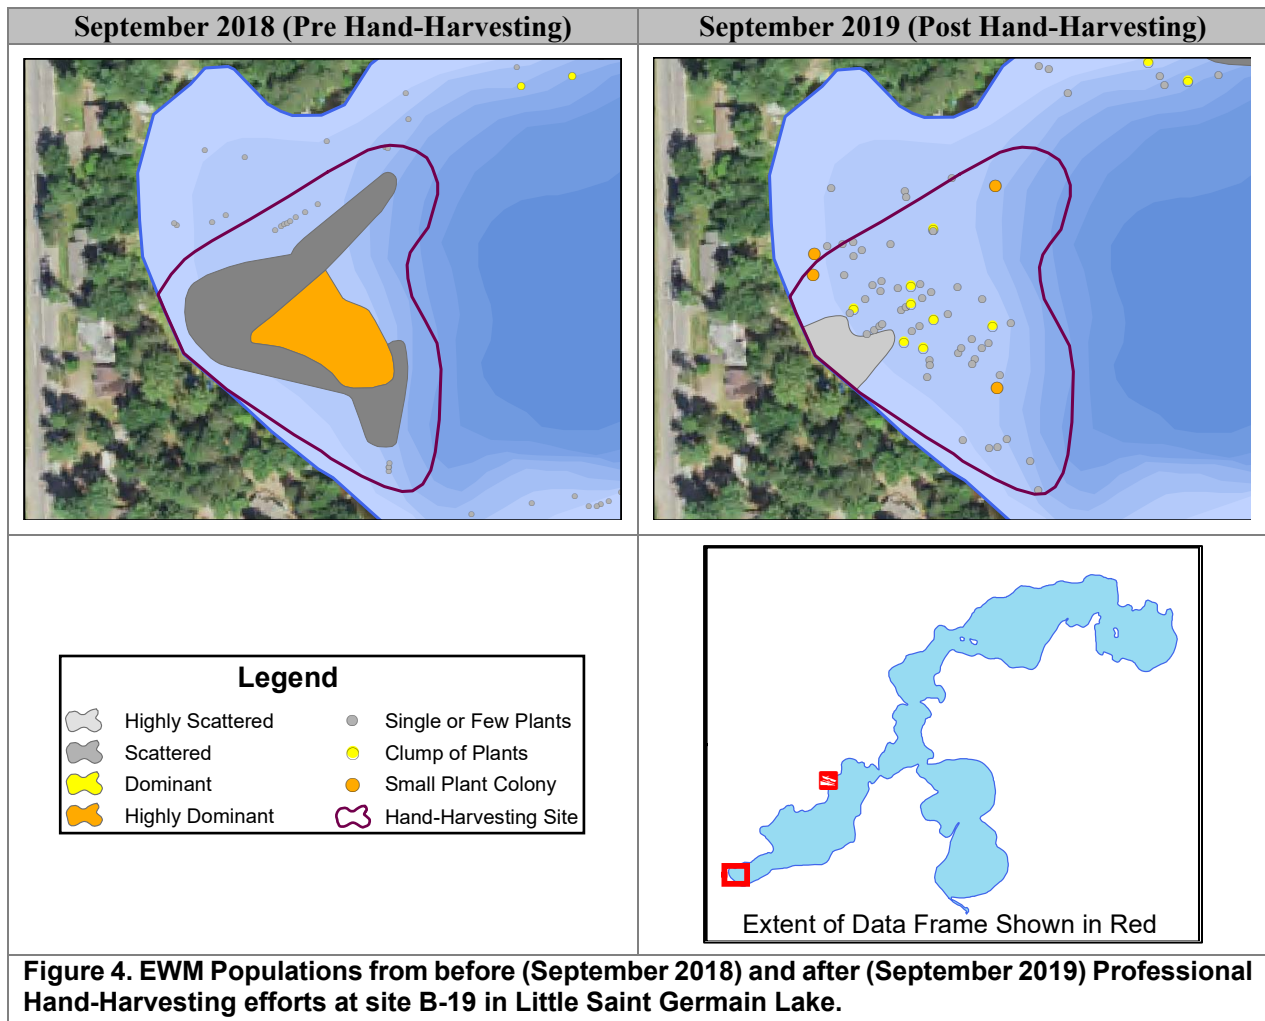 September 2018 (Pre Hand-Harvesting)
September 2019 (Post Hand-Harvesting)
Legend
Highly Scattered
Scattered
Dominant
Highly Dominant
Single or Few Plants
Clump of Plants
Small Plant Colony
Hand-Harvesting Site
Extent of Data Frame Shown in Red
Figure 4. EWM Populations from before (September 2018) and after (September 2019) Professional
Hand-Harvesting efforts at site B-19 in Little Saint Germain Lake.